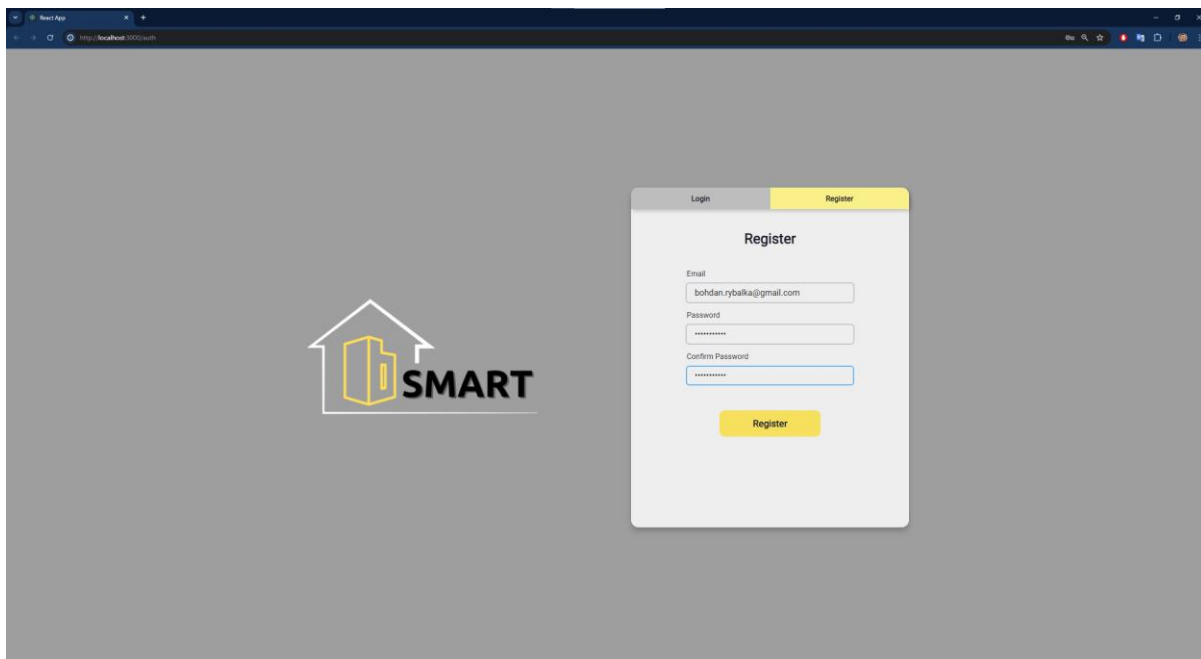 React App
http://localhost:3000/auth
Login
Register
Register
Email
bohdan.rybalka@gmail.com
Password
•••••••••••
Confirm Password
•••••••••••
SMART
Register